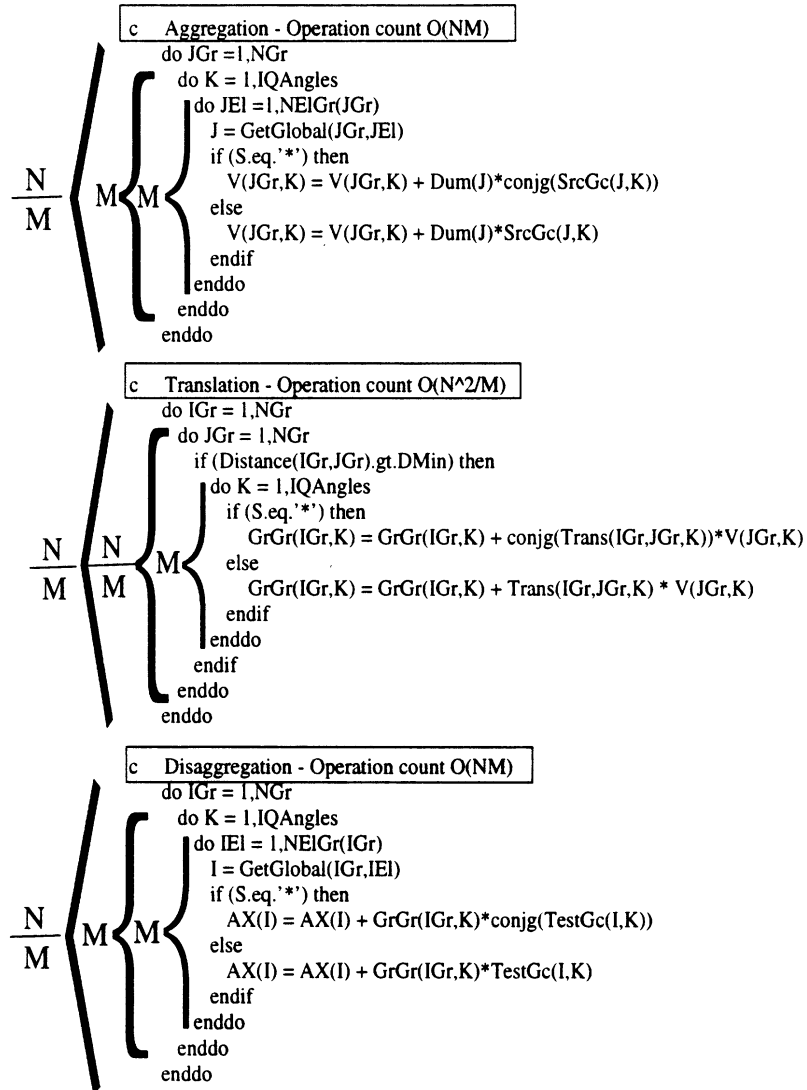 c Aggregation - Operation count O(NM)
do JGr =1,NGr
do K = 1,IQAngles
do JEl =1,NElGr(JGr)
J = GetGlobal(JGr,JEl)
if (S.eq.'*') then
V(JGr,K) = V(JGr,K) + Dum(J)*conjg(SrcGc(J,K))
else
V(JGr,K) = V(JGr,K) + Dum(J)*SrcGc(J,K)
endif
enddo
enddo
enddo
N
M
M
M
c Translation - Operation count O(N^2/M)
do IGr = 1,NGr
do JGr = 1,NGr
if (Distance(IGr,JGr).gt.DMin) then
do K = 1,IQAngles
if (S.eq.'*') then
GrGr(IGr,K) = GrGr(IGr,K) + conjg(Trans(IGr,JGr,K))*V(JGr,K)
else
GrGr(IGr,K) = GrGr(IGr,K) + Trans(IGr,JGr,K) * V(JGr,K)
endif
enddo
endif
enddo
enddo
N
M
N
M
M
c Disaggregation - Operation count O(NM)
do IGr = 1,NGr
do K = 1,IQAngles
do IEl = 1,NElGr(IGr)
I = GetGlobal(IGr,IEl)
if (S.eq.'*') then
AX(I) = AX(I) + GrGr(IGr,K)*conjg(TestGc(I,K))
else
AX(I) = AX(I) + GrGr(IGr,K)*TestGc(I,K)
endif
enddo
enddo
enddo
N
M
M
M